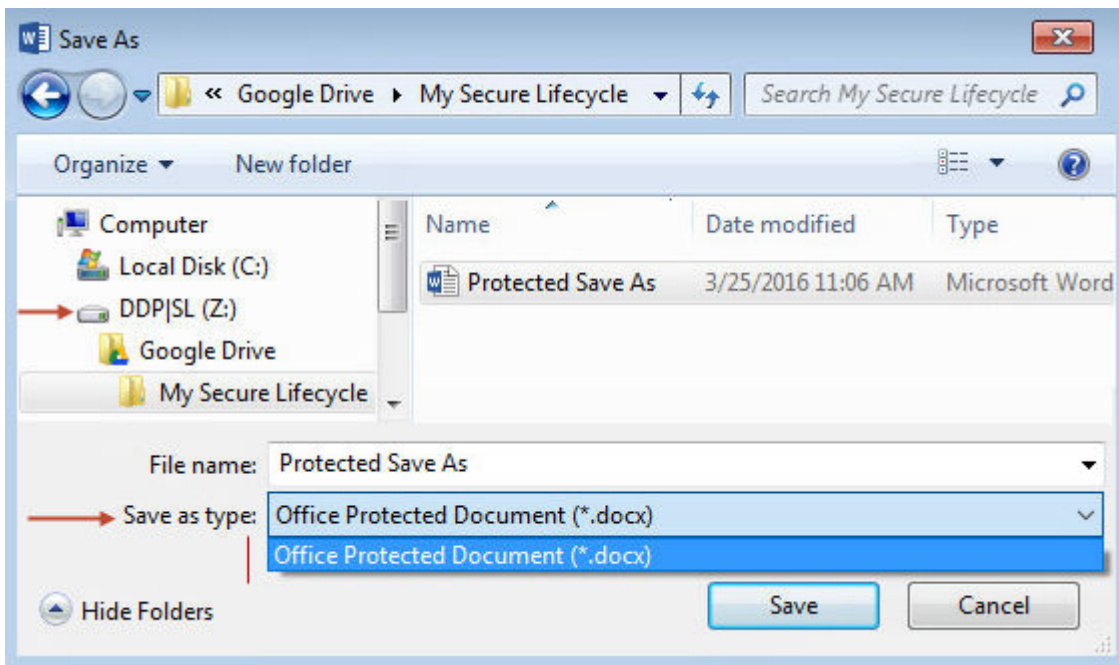 Save As
« Google Drive ▸ My Secure Lifecycle
Search My Secure Lifecycle
Organize
New folder
Computer
Local Disk (C:)
DDP|SL (Z:)
Google Drive
My Secure Lifecycle
Name Date modified Type
Protected Save As 3/25/2016 11:06 AM Microsoft Word
File name: Protected Save As
Save as type: Office Protected Document (*.docx)
Office Protected Document (*.docx)
Hide Folders
Save
Cancel